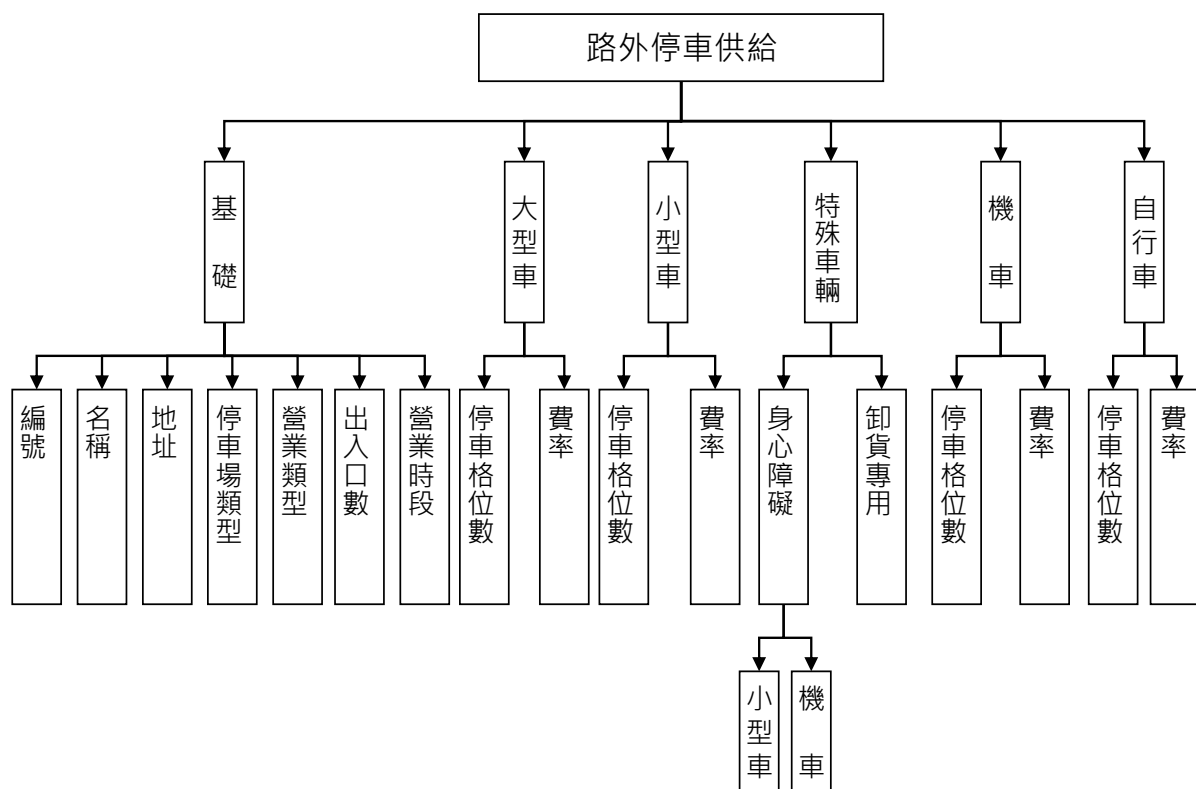 路外停車供給
基礎
大型車
小型車
特殊車輛
機車
自行車
編號
名稱
地址
停車場類型
營業類型
出入口數
營業時段
停車格位數
費率
停車格位數
費率
身心障礙
卸貨專用
停車格位數
費率
停車格位數
費率
小型車
機車